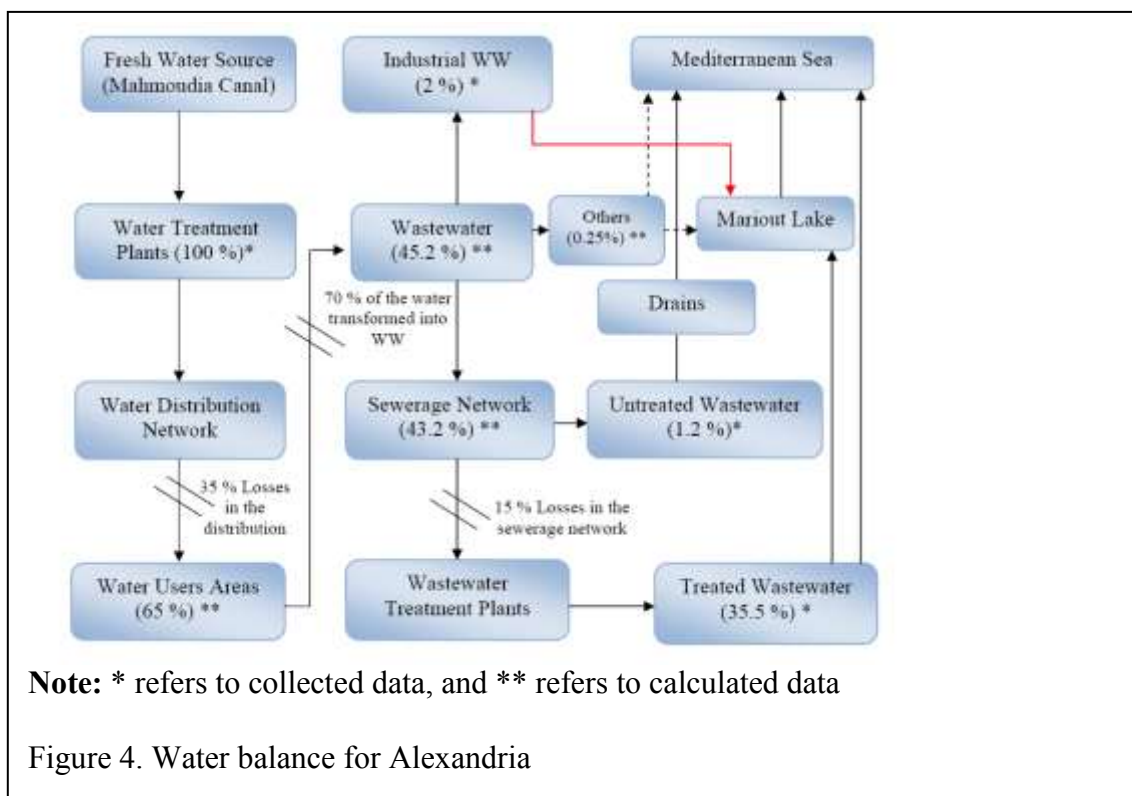 Fresh Water Source
(Mahmoudia Canal)
Industrial WW
(2 %) *
Mediterranean Sea
Water Treatment
Plants (100 %)*
Wastewater
(45.2 %) **
Others
(0.25%) **
Mariout Lake
70 % of the water
transformed into
WW
Drains
Water Distribution
Network
Sewerage Network
(43.2 %) **
Untreated Wastewater
(1.2 %)*
35 % Losses
in the
distribution
15 % Losses in the
sewerage network
Water Users Areas
(65 %) **
Wastewater
Treatment Plants
Treated Wastewater
(35.5 %) *
Note: * refers to collected data, and ** refers to calculated data
Figure 4. Water balance for Alexandria